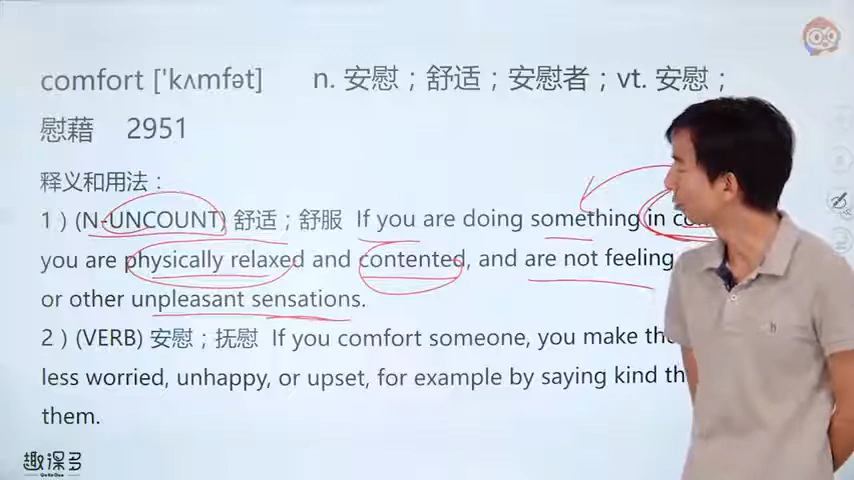 comfort ['kʌmfət] n. 安慰；舒适；安慰者；vt. 安慰；
慰藉 2951
释义和用法：
1）(N-UNCOUNT) 舒适；舒服 If you are doing something in
you are physically relaxed and contented, and are not feeling
or other unpleasant sensations.
2）(VERB) 安慰；抚慰 If you comfort someone, you make
less worried, unhappy, or upset, for example by saying kind
them.
趣课多